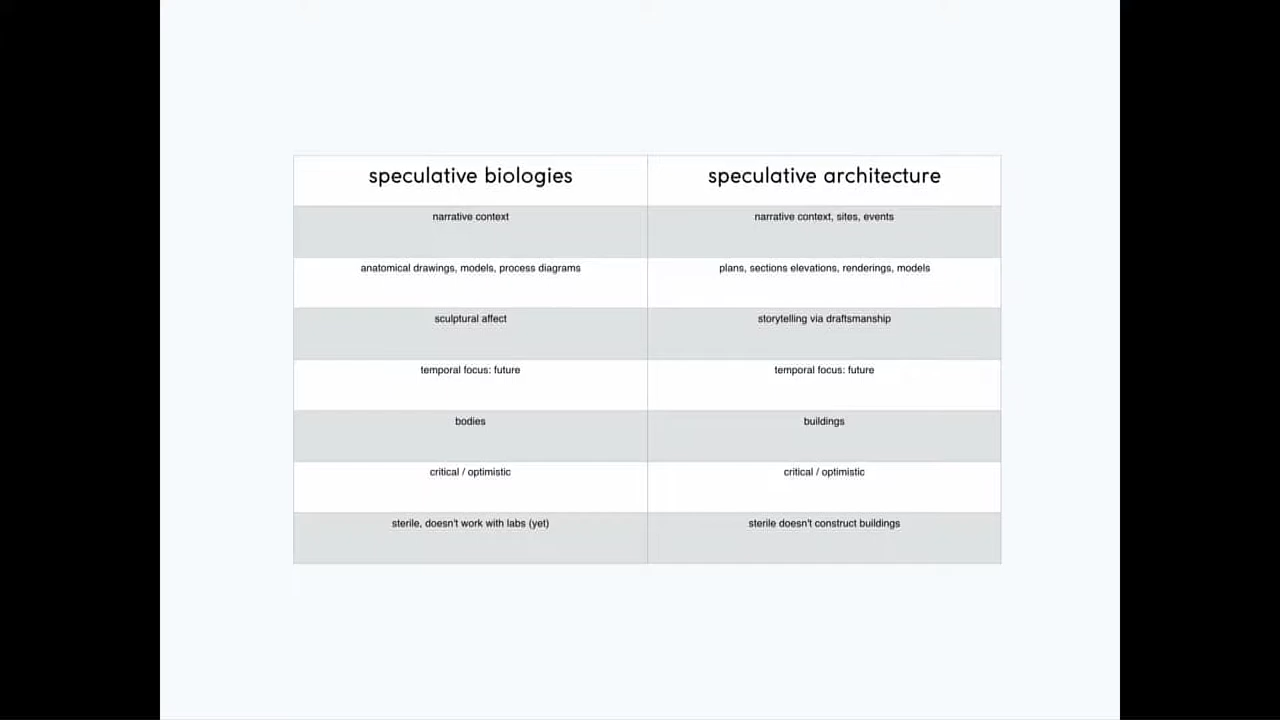 speculative biologies speculative architecture
narrative context narrative context, sites, events
anatomical drawings, models, process diagrams plans, sections elevations, renderings, models
sculptural affect storytelling via draftsmanship
temporal focus: future temporal focus: future
bodies buildings
critical / optimistic critical / optimistic
sterile, doesn't work with labs (yet) sterile doesn't construct buildings